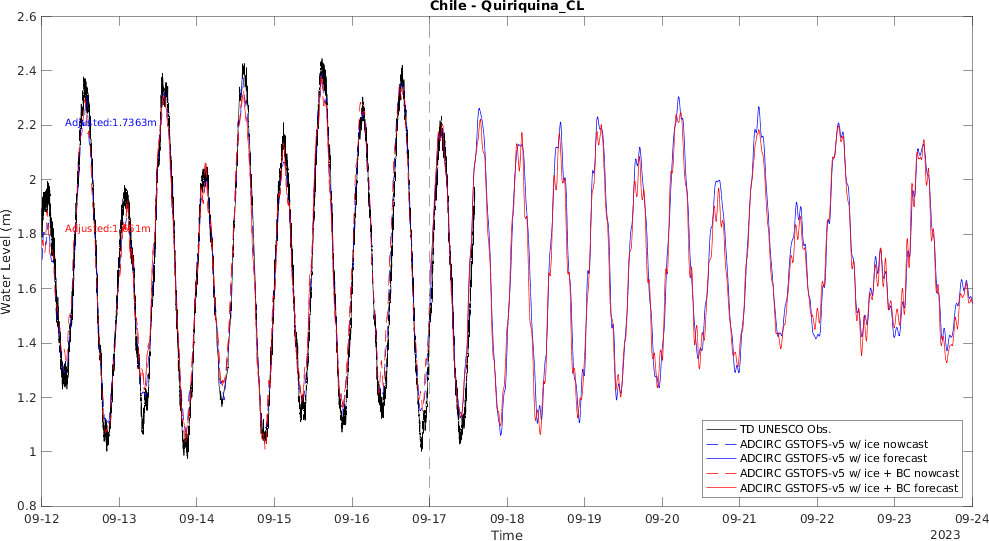 Chile - Quiriquina_CL
2.6
2.4
2.2
2
1.8
1.6
1.4
1.2
1
0.8
Water Level (m)
Adjusted:1.7363m
TD UNESCO Obs.
ADCIRC GSTOFS-v5 w/ ice nowcast
ADCIRC GSTOFS-v5 w/ ice forecast
ADCIRC GSTOFS-v5 w/ ice + BC nowcast
ADCIRC GSTOFS-v5 w/ ice + BC forecast
09-12 09-13 09-14 09-15 09-16 09-17 09-18 09-19 09-20 09-21 09-22 09-23 09-24
Time
2023